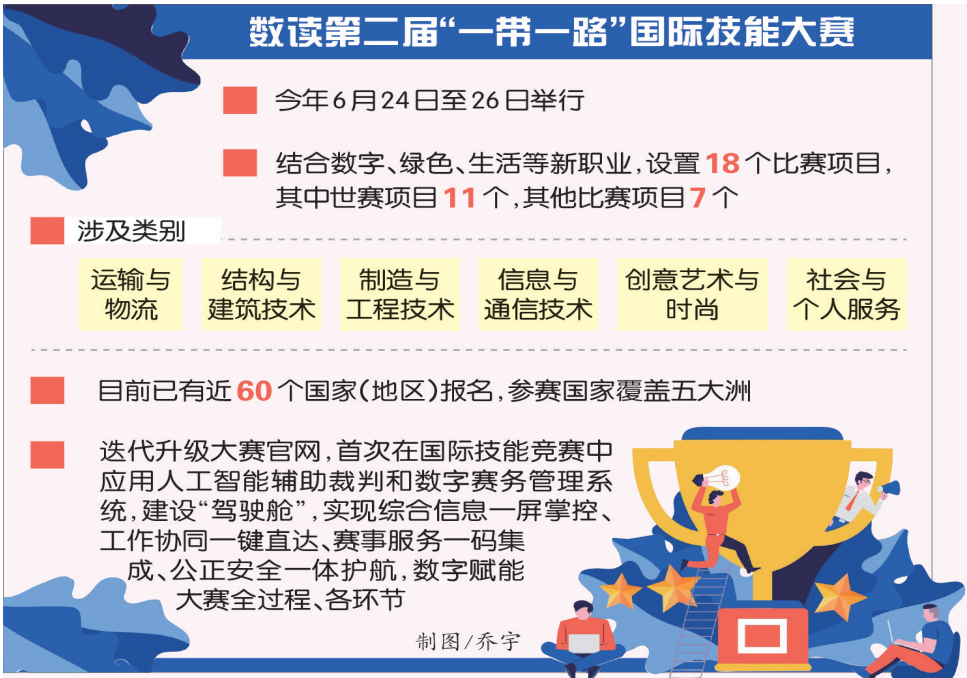 数读第二届“一带一路”国际技能大赛
今年6月24日至26日举行
结合数字、绿色、生活等新职业,设置18个比赛项目,
其中世赛项目11个,其他比赛项目7个
涉及类别
运输与
物流
结构与
建筑技术
制造与
工程技术
信息与
通信技术
创意艺术与
时尚
社会与
个人服务
目前已有近60个国家(地区)报名,参赛国家覆盖五大洲
迭代升级大赛官网,首次在国际技能竞赛中
应用人工智能辅助裁判和数字赛务管理系
统,建设“驾驶舱”,实现综合信息一屏掌控、
工作协同一键直达、赛事服务一码集
成、公正安全一体护航,数字赋能
大赛全过程、各环节
制图/乔宇